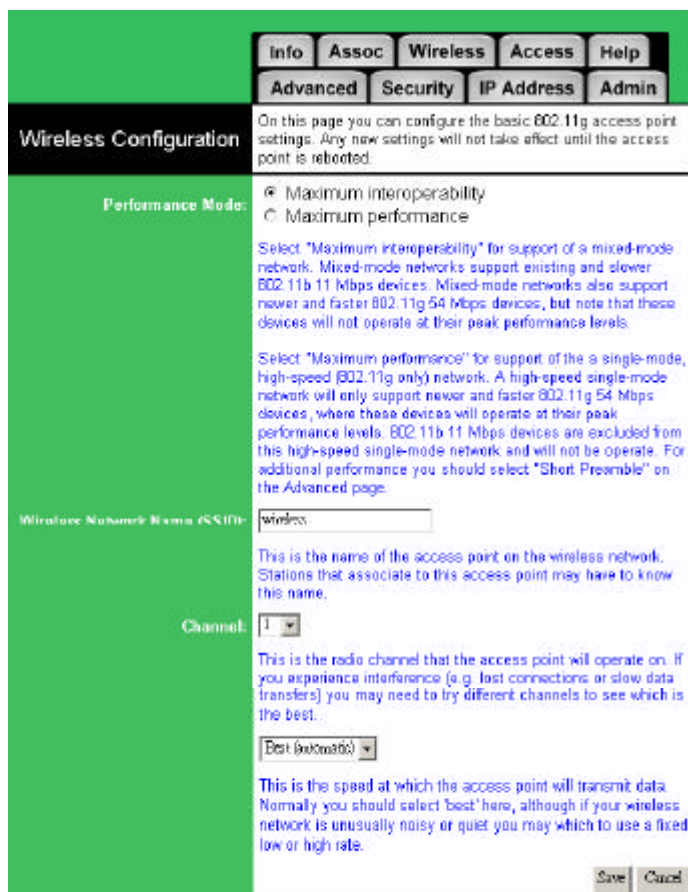 Info Assoc Wireless Access Help
Advanced Security IP Address Admin
Wireless Configuration
On this page you can configure the basic 802.11g access point
settings. Any new settings will not take effect until the access
point is rebooted.
Performance Mode:
Maximum interoperability
Maximum performance
Select "Maximum interoperability" for support of a mixed-mode
network. Mixed-mode networks support existing and slower
802.11b 11 Mbps devices. Mixed-mode networks also support
newer and faster 802.11g 54 Mbps devices, but note that these
devices will not operate at their peak performance levels.
Select "Maximum performance" for support of the a single-mode,
high-speed (802.11g only) network. A high-speed single-mode
network will only support newer and faster 802.11g 54 Mbps
devices, where these devices will operate at their peak
performance levels. 802.11b 11 Mbps devices are excluded from
this high-speed single-mode network and will not be operate. For
additional performance you should select "Short Preamble" on
the Advanced page.
Wireless Network Name (SSID):
wireless
This is the name of the access point on the wireless network.
Stations that associate to this access point may have to know
this name.
Channel:
1
This is the radio channel that the access point will operate on. If
you experience interference (e.g. lost connections or slow data
transfers) you may need to try different channels to see which is
the best.
Best (automatic)
This is the speed at which the access point will transmit data.
Normally you should select 'best' here, although if your wireless
network is unusually noisy or quiet you may which to use a fixed
low or high rate.
Save Cancel